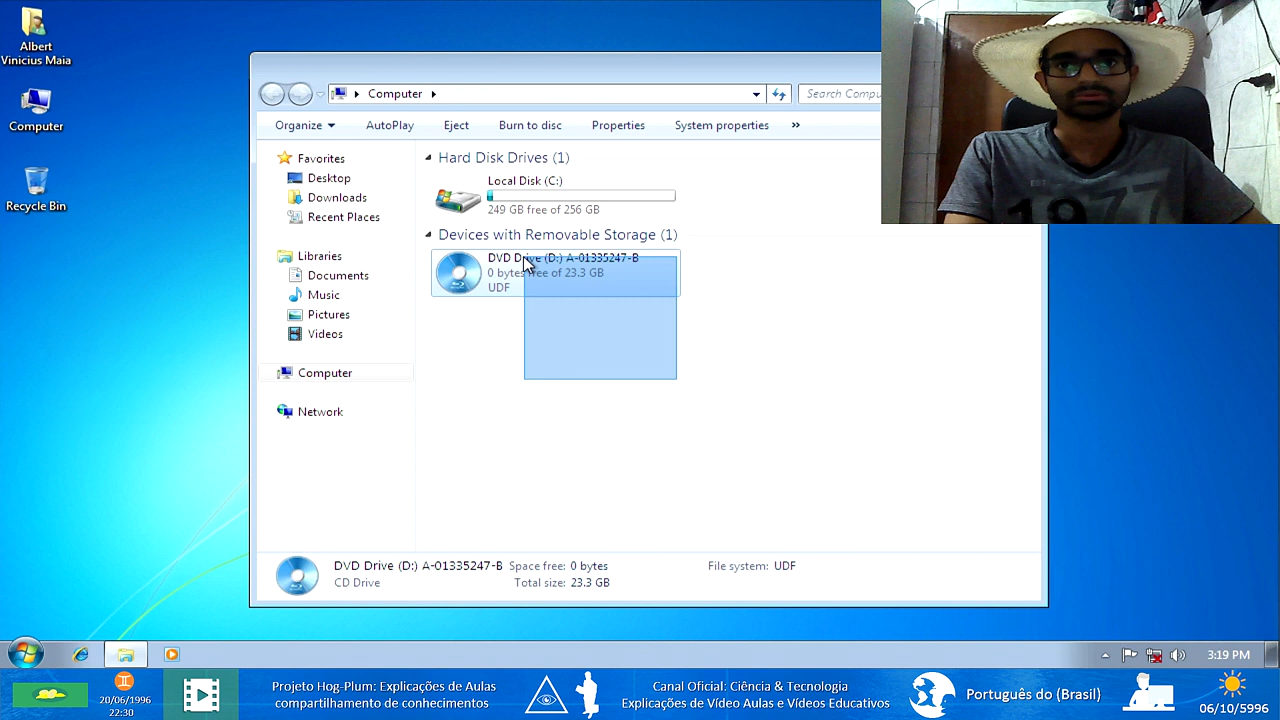 Albert
Vinicius Maia
Computer
Recycle Bin
Computer
Search Compu
Organize
AutoPlay
Eject
Burn to disc
Properties
System properties
»
Favorites
Desktop
Downloads
Recent Places
Libraries
Documents
Music
Pictures
Videos
Computer
Network
Hard Disk Drives (1)
Local Disk (C:)
249 GB free of 256 GB
Devices with Removable Storage (1)
DVD Drive (D:) A-01335247-B
0 bytes free of 23.3 GB
UDF
1977
DVD Drive (D:) A-01335247-B
CD Drive
Space free: 0 bytes
Total size: 23.3 GB
File system: UDF
3:19 PM
20/06/1996
22:30
Projeto Hog-Plum: Explicações de Aulas
compartilhamento de conhecimentos
Canal Oficial: Ciência & Tecnologia
Explicações de Vídeo Aulas e Vídeos Educativos
Português do (Brasil)
06/10/5996